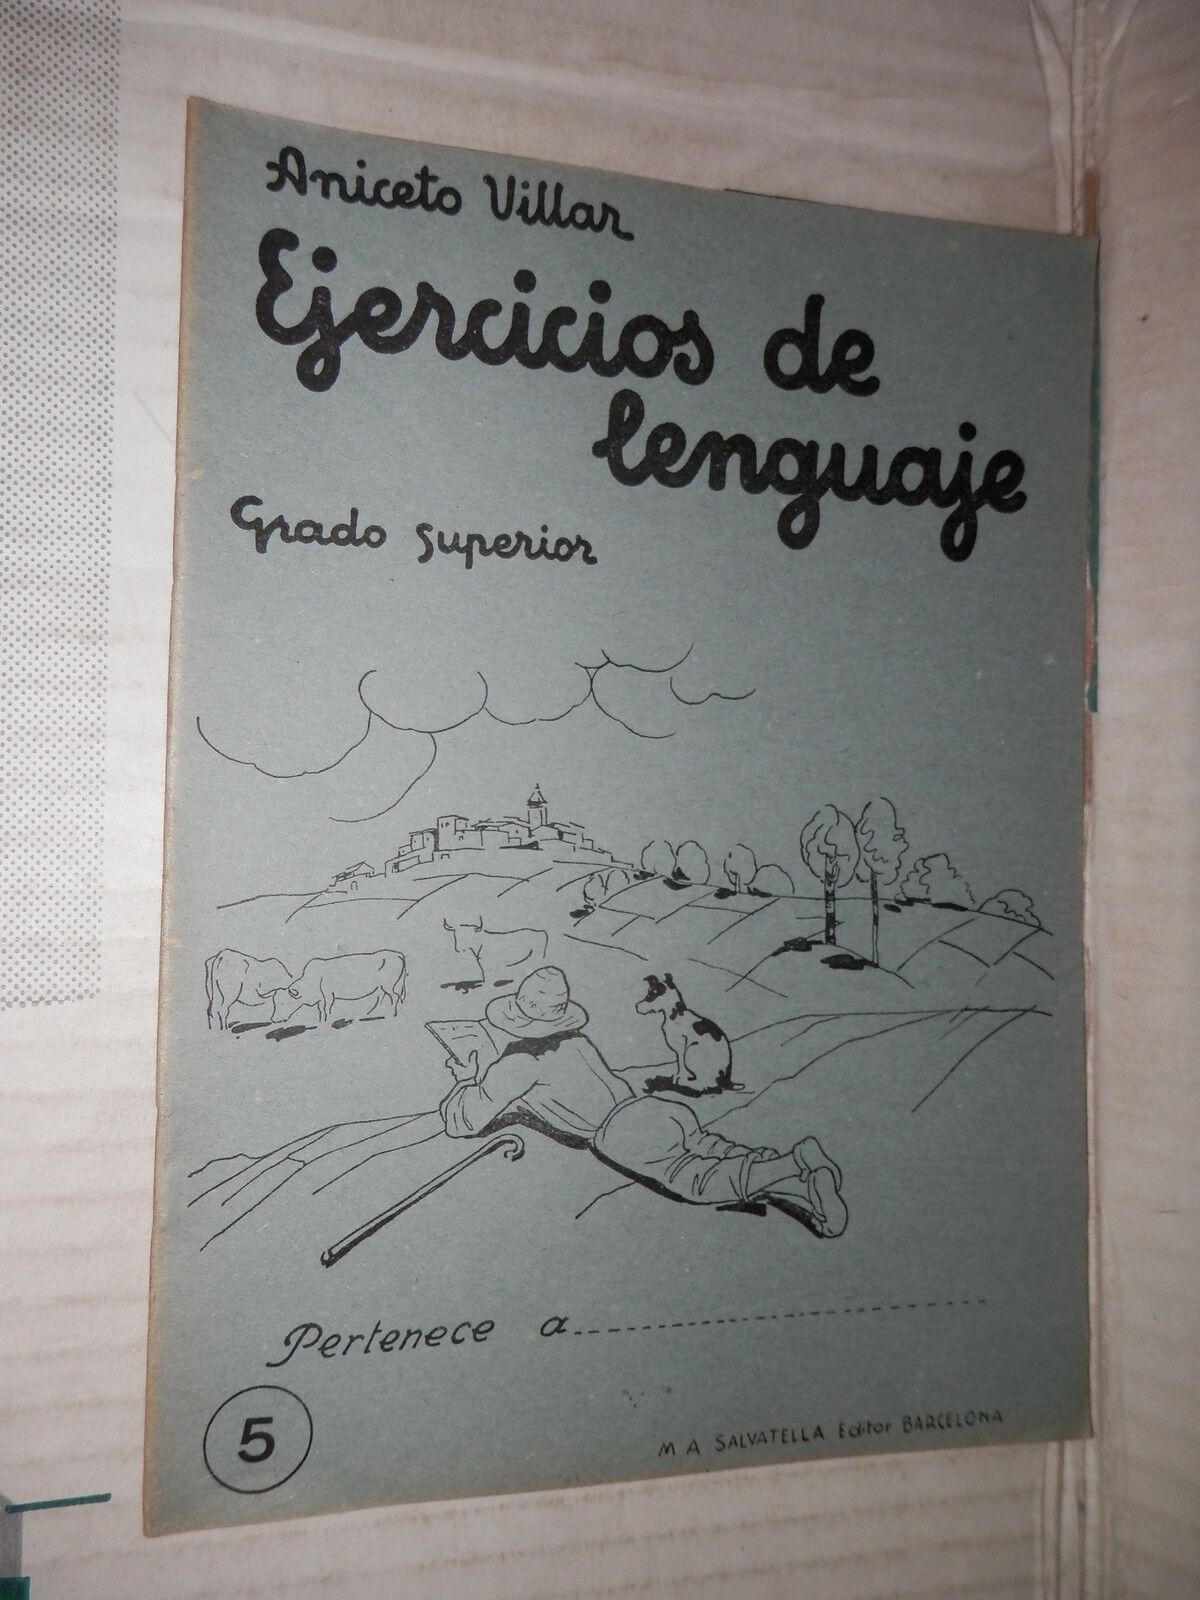 Aniceto Villar
Ejercicios de
lenguaje
Grado superior
Pertenece a
5
M A SALVATELLA Editor BARCELONA